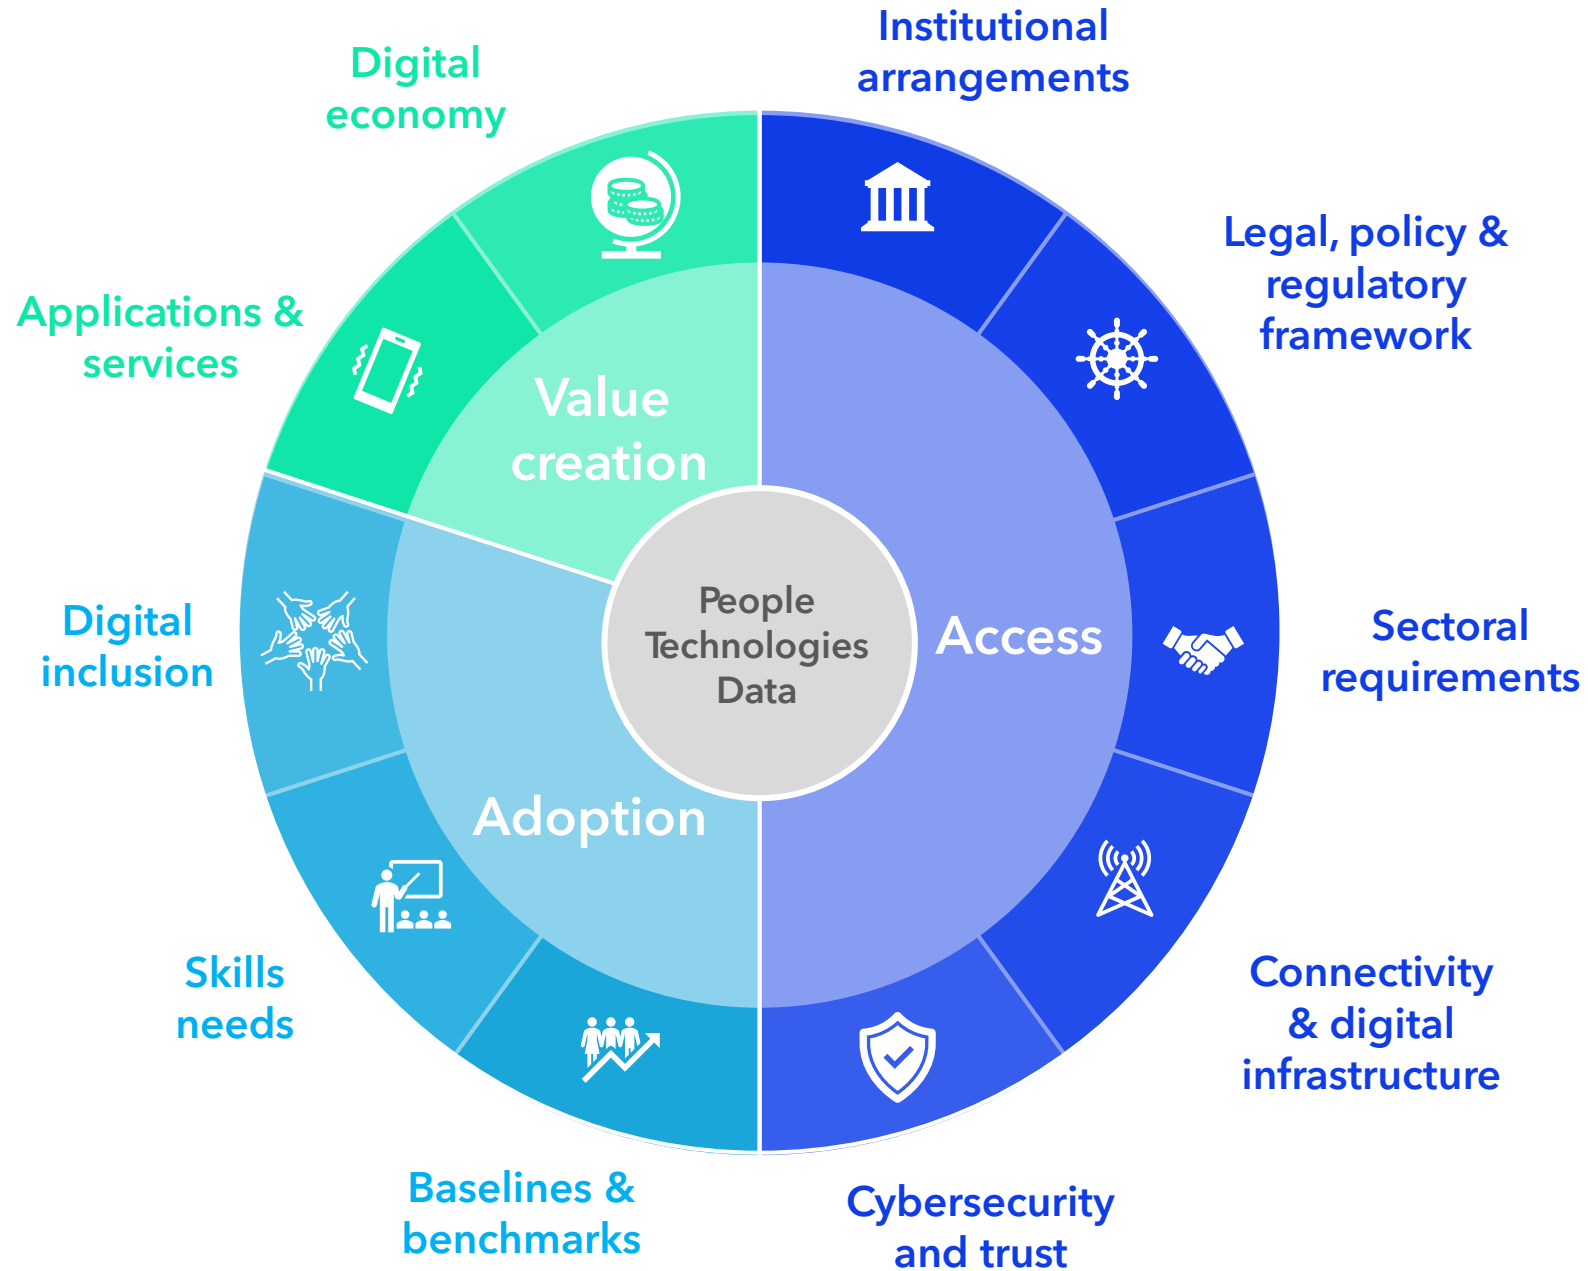 Institutional
arrangements
Legal, policy &
regulatory
framework
Sectoral
requirements
Connectivity
& digital
infrastructure
Cybersecurity
and trust
Baselines &
benchmarks
Skills
needs
Digital
inclusion
Applications &
services
Digital
economy
Value
creation
Access
Adoption
People
Technologies
Data